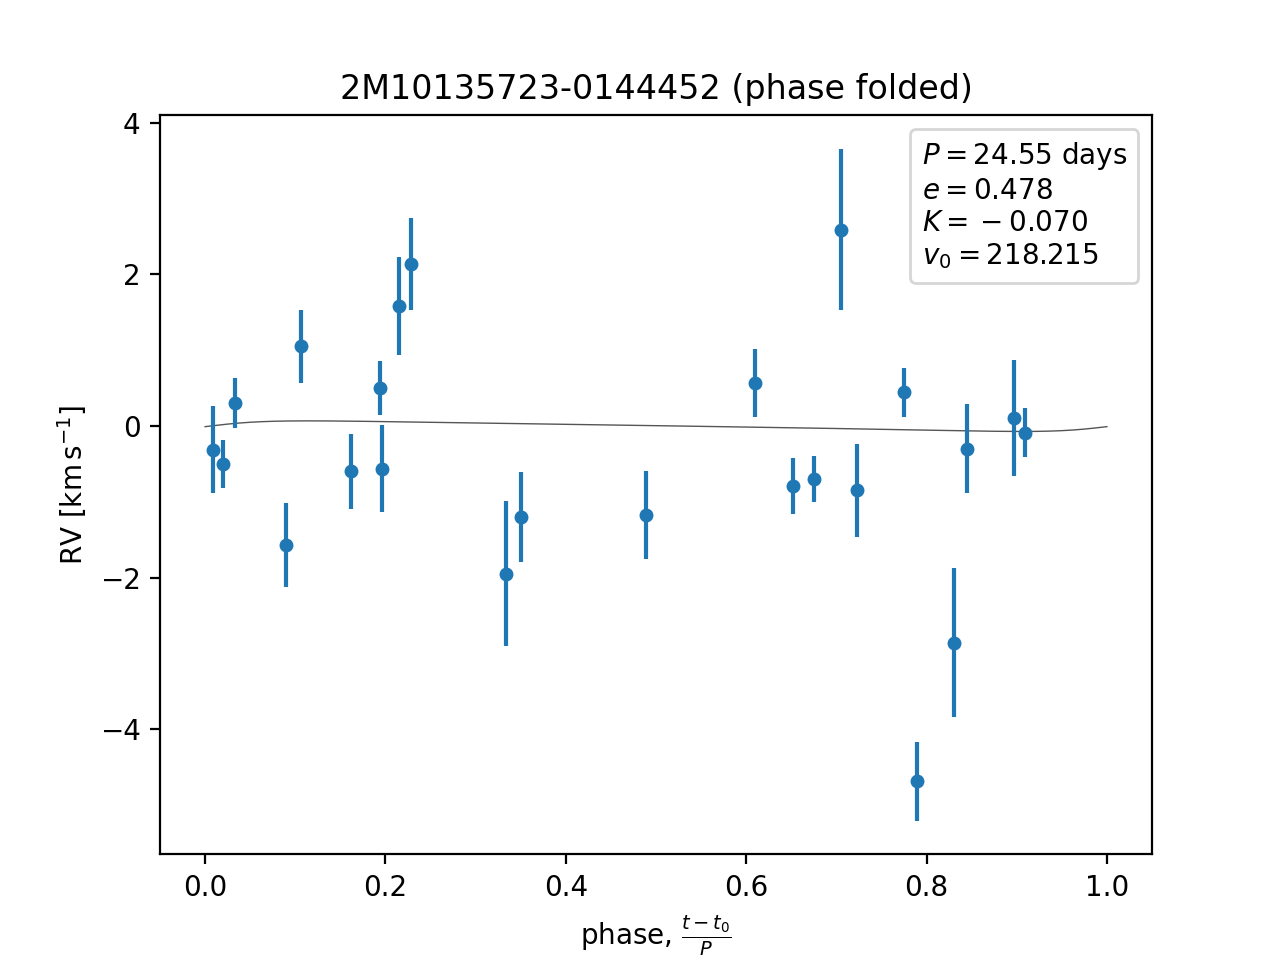 2M10135723-0144452 (phase folded)
P = 24.55 days
e = 0.478
K = −0.070
v₀ = 218.215
RV [km s⁻¹]
4
2
0
−2
−4
0.0 0.2 0.4 0.6 0.8 1.0
phase, (t − t₀)/P